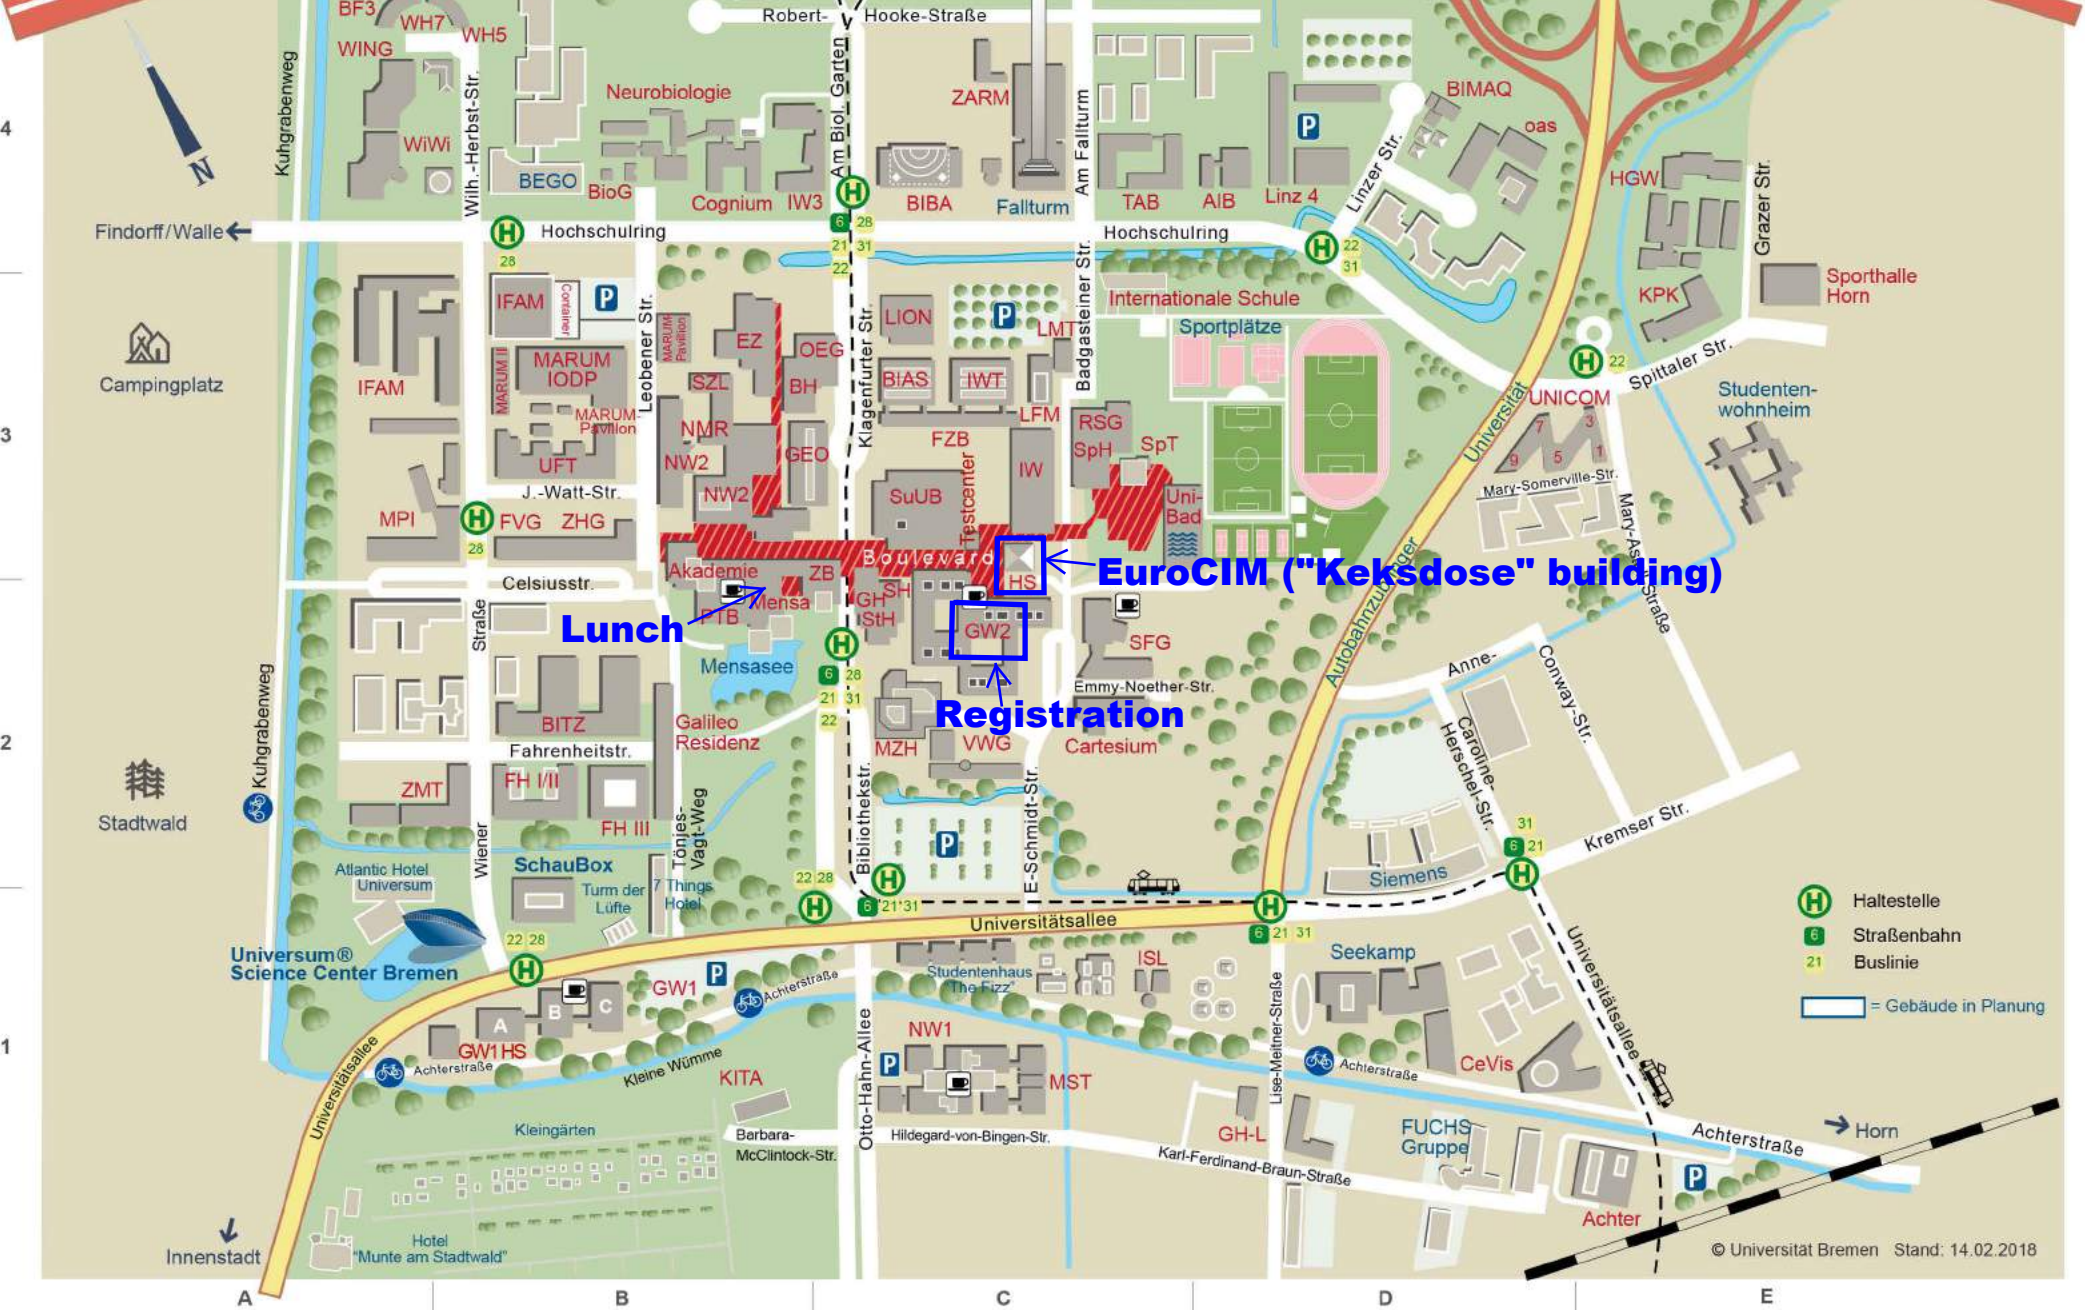 BF3
WH7
WH5
WING
Kuhgrabenweg
Wilh.-Herbst-Str.
WiWi
BEGO
Neurobiologie
BioG
Cognium
IW3
Robert-
Hooke-Straße
Am Biol. Garten
ZARM
BIBA
Fallturm
Am Fallturm
TAB
AIB
Linz 4
P
Linzer Str.
BIMAQ
oas
HGW
Grazer Str.
4
N
Findorff/Walle
H
28
Hochschulring
H
6 28
21 31
22
Hochschulring
H
22
31
KPK
Sporthalle
Horn
Campingplatz
IFAM
IFAM
Container
P
MARUM II
MARUM
IODP
MARUM-
Pavillon
UFT
Leobener Str.
MARUM
Pavillon
EZ
OEG
SZL
BH
NMR
NW2
NW2
GEO
Klagenfurter Str.
LION
P
LMT
BIAS
IWT
LFM
FZB
Testcenter
IW
SuUB
Badgasteiner Str.
Internationale Schule
Sportplätze
RSG
SpH
SpT
Uni-
Bad
H
22
Spittaler Str.
UNICOM
7
3
9
5
1
Mary-Somerville-Str.
Studenten-
wohnheim
3
J.-Watt-Str.
MPI
H
28
FVG
ZHG
Celsiusstr.
Akademie
ZB
Mensa
PTB
Boulevard
GH
SH
StH
HS
EuroCIM ("Keksdose" building)
Lunch
GW2
Registration
SFG
Emmy-Noether-Str.
Cartesium
Mensasee
H
6 28
21 31
22
MZH
VWG
Autobahnzubringer
Universität
Anne-
Conway-Str.
Caroline-
Herschel-Str.
Kuhgrabenweg
Straße
Wiener
BITZ
Galileo
Residenz
Fahrenheitstr.
2
Stadtwald
ZMT
FH I/II
FH III
Tönjes-
Vagt-Weg
Bibliothekstr.
P
E-Schmidt-Str.
Kremser Str.
31
6 21
H
Siemens
Atlantic Hotel
Universum
SchauBox
Turm der
Lüfte
7 Things
Hotel
22 28
H
H
6 21 31
Universitätsallee
H
6 21 31
Universum®
Science Center Bremen
22 28
H
P
GW1
A
B
C
GW1HS
Achterstraße
Achterstraße
Kleine Wümme
Studentenhaus
"The Fizz"
ISL
Seekamp
Lise-Meitner-Straße
Universitätsallee
H Haltestelle
6 Straßenbahn
21 Buslinie
= Gebäude in Planung
1
Universitätsallee
KITA
Otto-Hahn-Allee
NW1
P
MST
Achterstraße
CeVis
Kleingärten
Barbara-
McClintock-Str.
Hildegard-von-Bingen-Str.
GH-L
Karl-Ferdinand-Braun-Straße
FUCHS
Gruppe
Achterstraße
Horn
P
Achter
Innenstadt
Hotel
"Munte am Stadtwald"
© Universität Bremen Stand: 14.02.2018
A
B
C
D
E